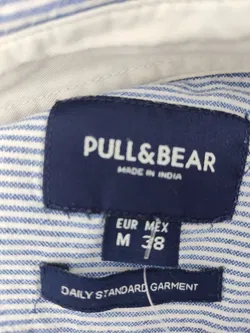 PULL&BEAR
MADE IN INDIA
EUR MEX
M 38
DAILY STANDARD GARMENT